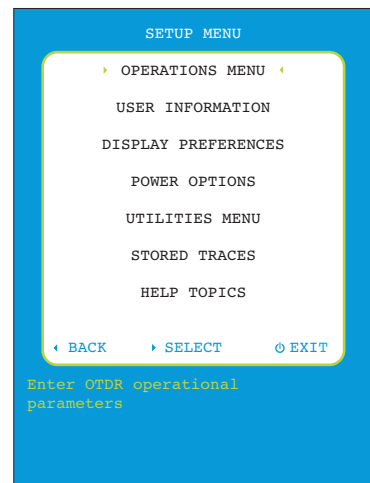 SETUP MENU
OPERATIONS MENU
USER INFORMATION
DISPLAY PREFERENCES
POWER OPTIONS
UTILITIES MENU
STORED TRACES
HELP TOPICS
BACK SELECT EXIT
Enter OTDR operational
parameters